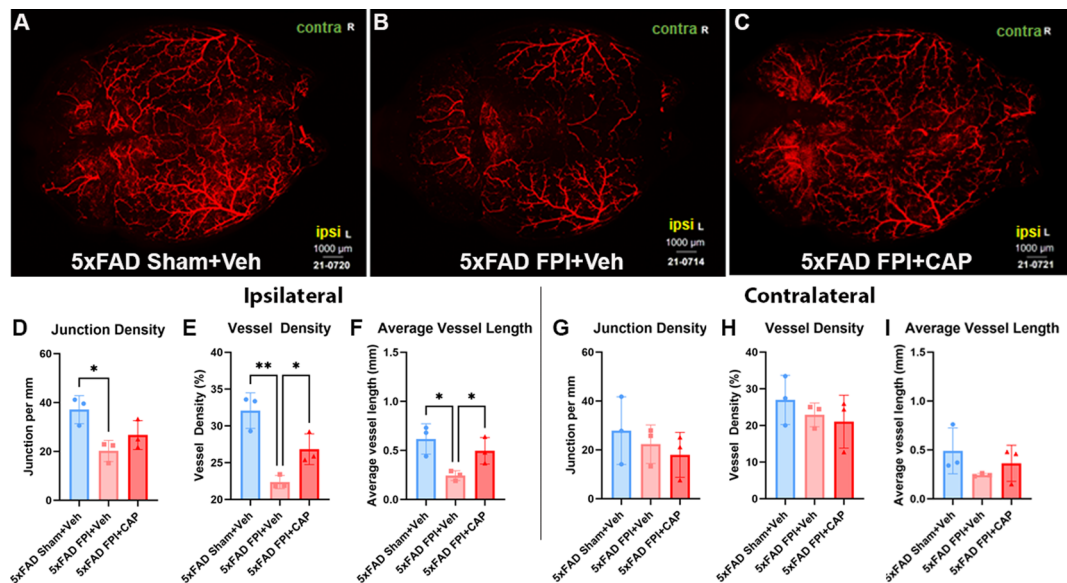 A
contra R
ipsi L
1000 µm
21-0720
5xFAD Sham+Veh
B
contra R
ipsi L
1000 µm
21-0714
5xFAD FPI+Veh
C
contra R
ipsi L
1000 µm
21-0721
5xFAD FPI+CAP
Ipsilateral
Contralateral
D Junction Density
Junction per mm
60
40
20
0
*
5xFAD Sham+Veh
5xFAD FPI+Veh
5xFAD FPI+CAP
E Vessel Density
Vessel Density (%)
40
35
30
25
20
**
*
5xFAD Sham+Veh
5xFAD FPI+Veh
5xFAD FPI+CAP
F Average Vessel Length
Average vessel length (mm)
1.5
1.0
0.5
0.0
*
*
5xFAD Sham+Veh
5xFAD FPI+Veh
5xFAD FPI+CAP
G Junction Density
Junction per mm
60
40
20
0
5xFAD Sham+Veh
5xFAD FPI+Veh
5xFAD FPI+CAP
H Vessel Density
Vessel Density (%)
40
30
20
10
0
5xFAD Sham+Veh
5xFAD FPI+Veh
5xFAD FPI+CAP
I Average Vessel Length
Average vessel length (mm)
1.5
1.0
0.5
0.0
5xFAD Sham+Veh
5xFAD FPI+Veh
5xFAD FPI+CAP